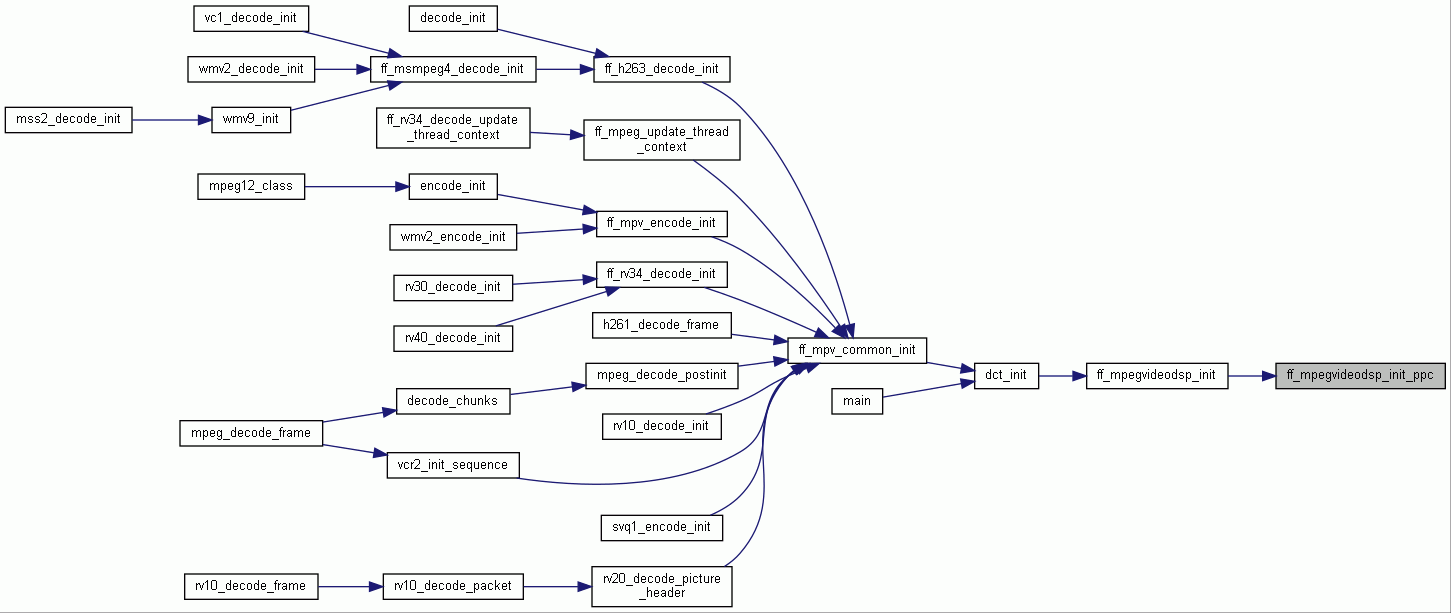 vc1_decode_init
decode_init
wmv2_decode_init
ff_msmpeg4_decode_init
ff_h263_decode_init
mss2_decode_init
wmv9_init
ff_rv34_decode_update
_thread_context
ff_mpeg_update_thread
_context
mpeg12_class
encode_init
ff_mpv_encode_init
wmv2_encode_init
rv30_decode_init
ff_rv34_decode_init
rv40_decode_init
h261_decode_frame
ff_mpv_common_init
mpeg_decode_postinit
dct_init
ff_mpegvideodsp_init
ff_mpegvideodsp_init_ppc
decode_chunks
main
mpeg_decode_frame
rv10_decode_init
vcr2_init_sequence
svq1_encode_init
rv10_decode_frame
rv10_decode_packet
rv20_decode_picture
_header